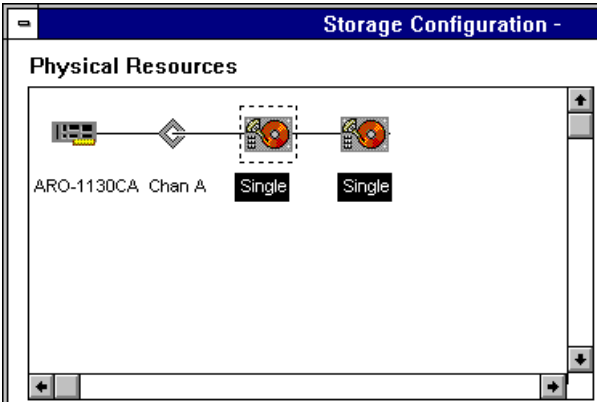 Storage Configuration -
Physical Resources
ARO-1130CA Chan A Single Single